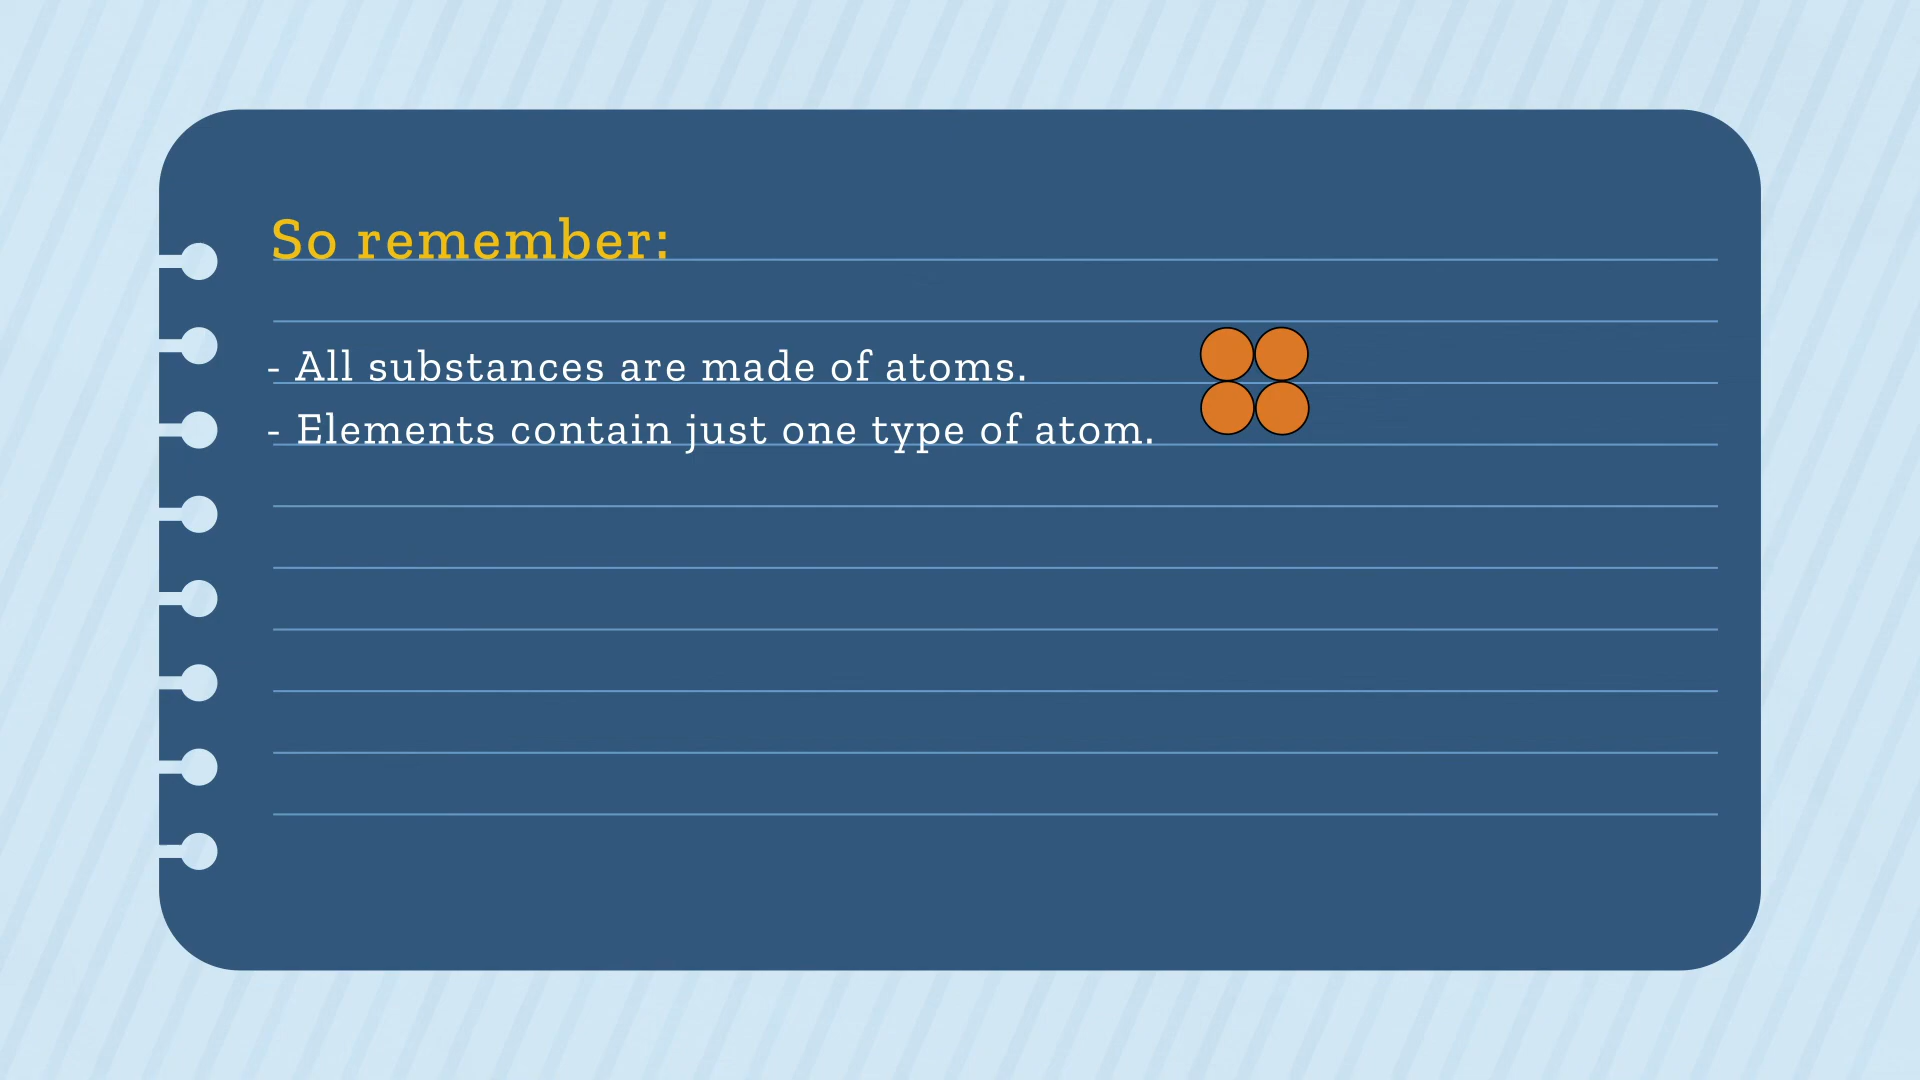 So remember:
- All substances are made of atoms.
- Elements contain just one type of atom.